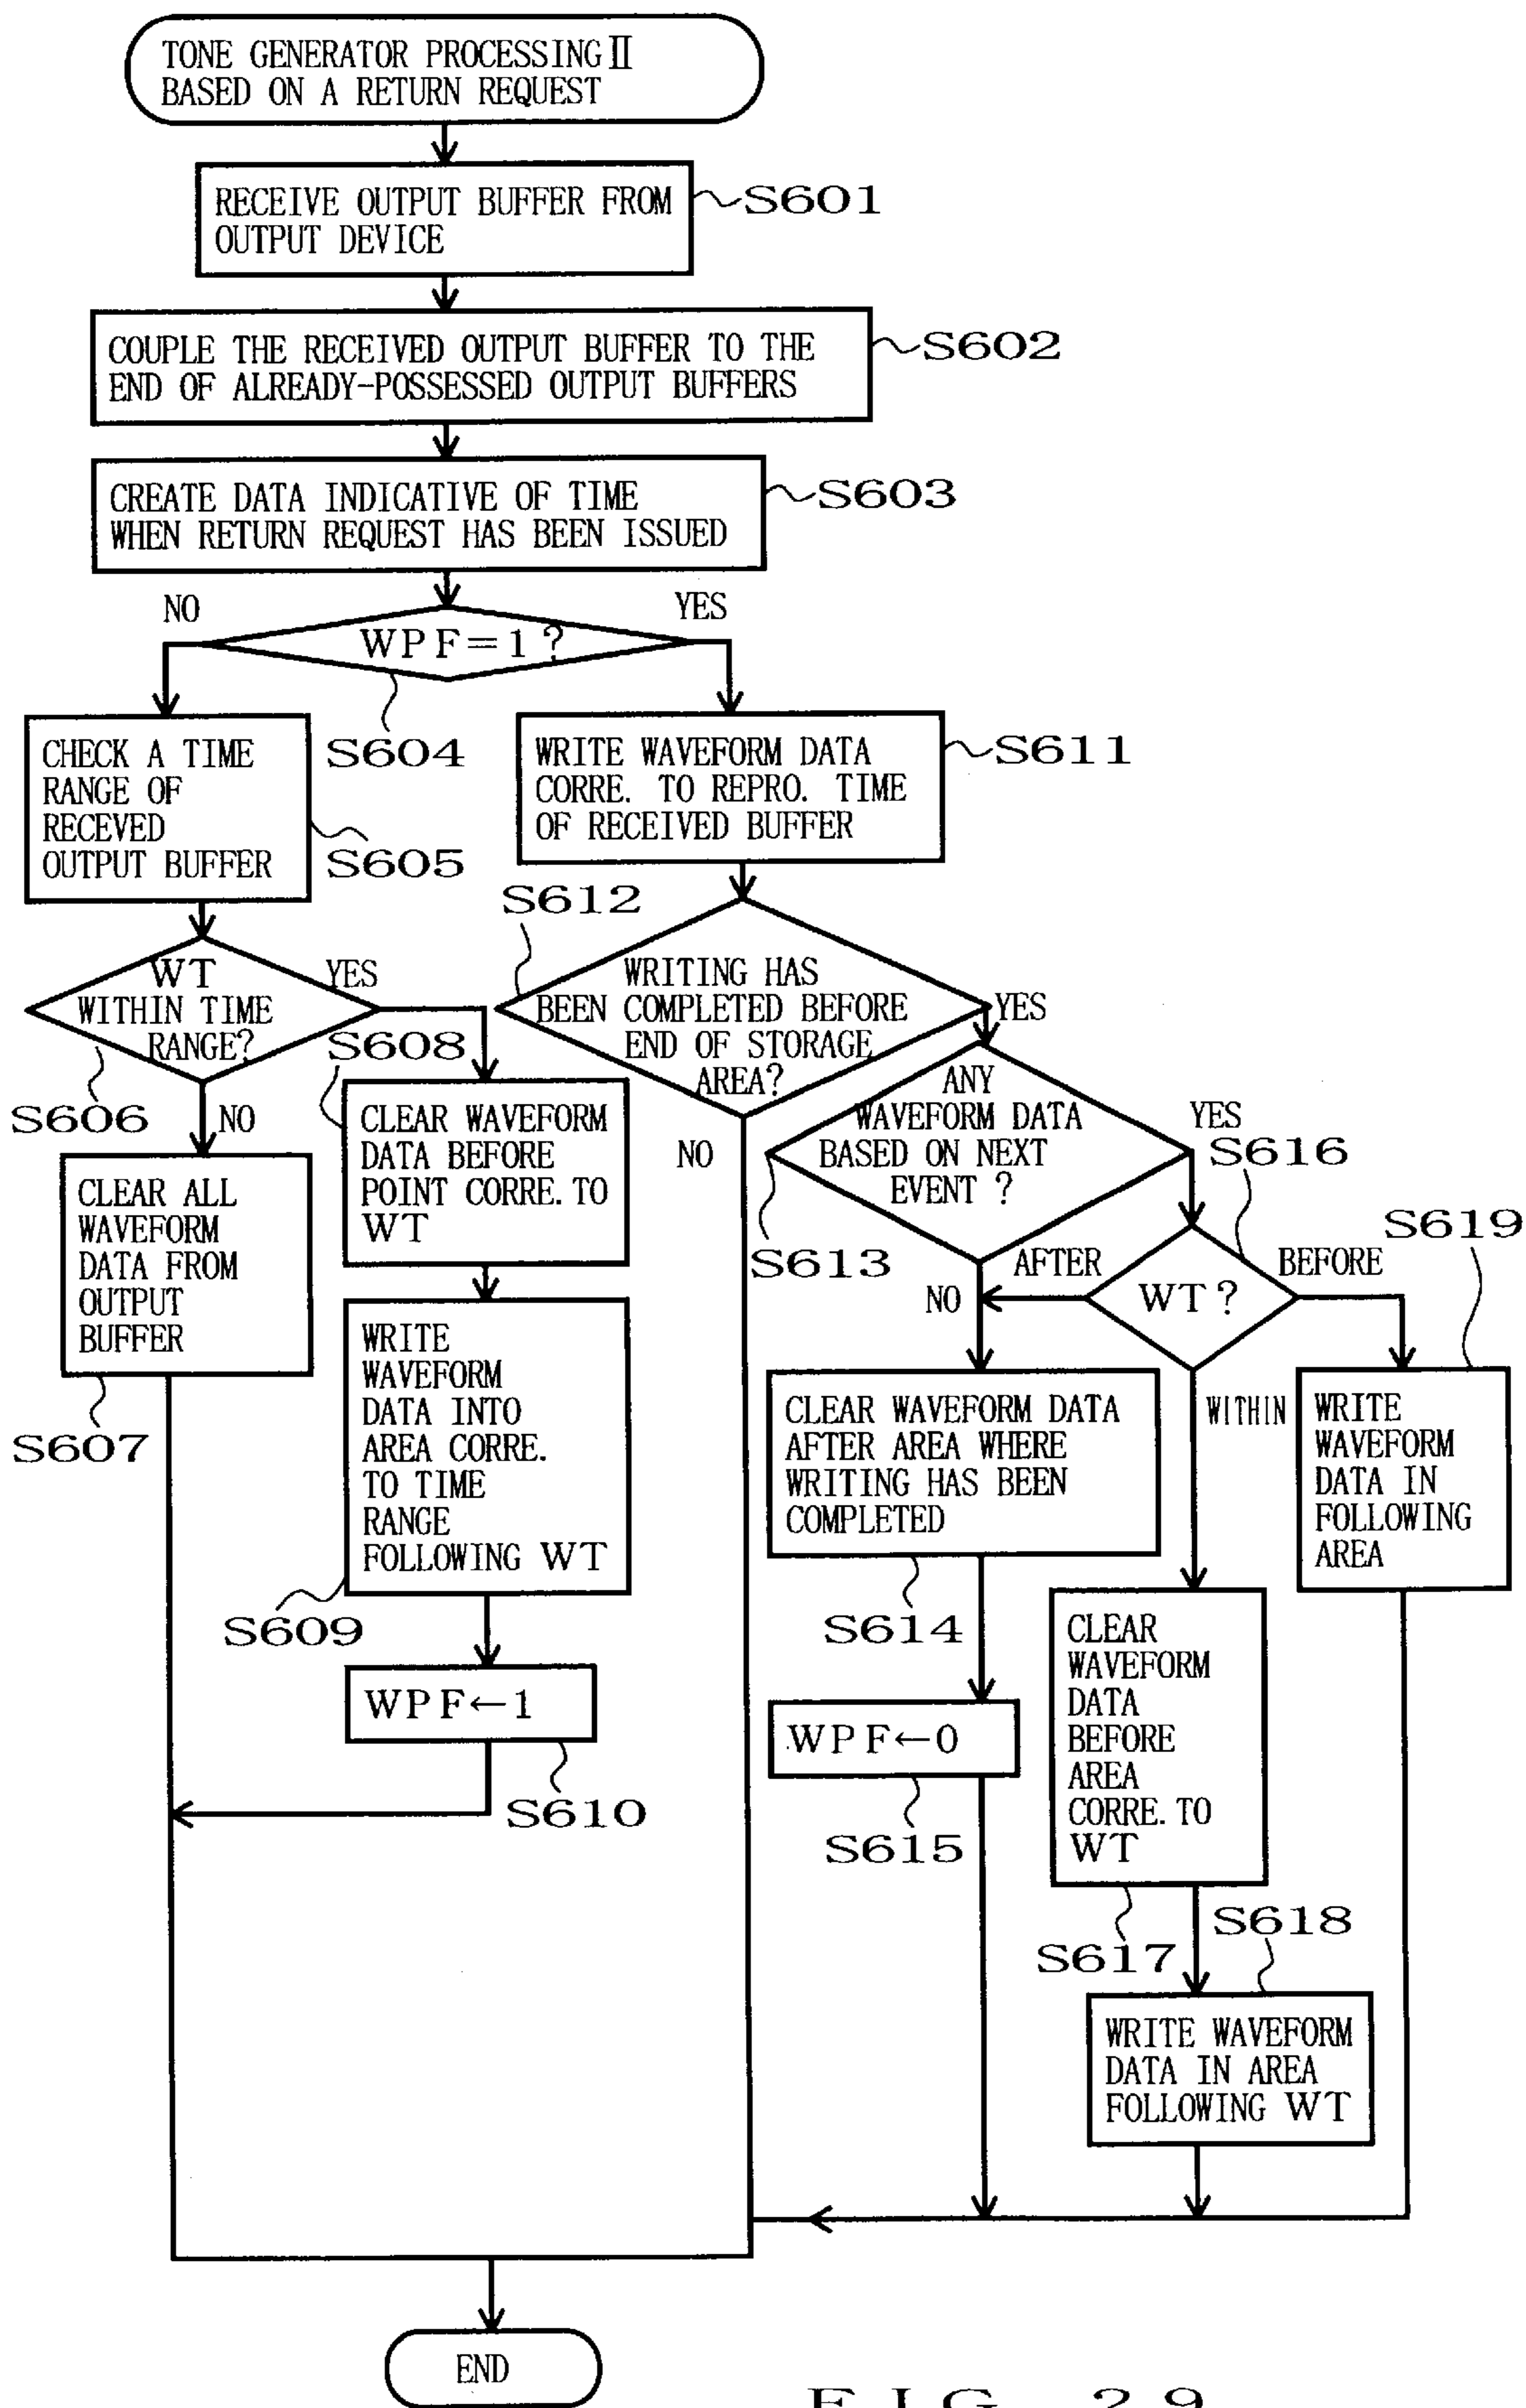 TONE GENERATOR PROCESSING II
BASED ON A RETURN REQUEST
RECEIVE OUTPUT BUFFER FROM
OUTPUT DEVICE
S601
COUPLE THE RECEIVED OUTPUT BUFFER TO THE
END OF ALREADY-POSSESSED OUTPUT BUFFERS
S602
CREATE DATA INDICATIVE OF TIME
WHEN RETURN REQUEST HAS BEEN ISSUED
S603
NO
YES
WPF=1?
S604
CHECK A TIME
RANGE OF
RECEVED
OUTPUT BUFFER
S605
WT
WITHIN TIME
RANGE?
YES
S606
NO
CLEAR ALL
WAVEFORM
DATA FROM
OUTPUT
BUFFER
S607
S608
CLEAR WAVEFORM
DATA BEFORE
POINT CORRE. TO
WT
WRITE
WAVEFORM
DATA INTO
AREA CORRE.
TO TIME
RANGE
FOLLOWING WT
S609
WPF←1
S610
WRITE WAVEFORM DATA
CORRE. TO REPRO. TIME
OF RECEIVED BUFFER
S611
S612
WRITING HAS
BEEN COMPLETED BEFORE
END OF STORAGE
AREA?
YES
NO
ANY
WAVEFORM DATA
BASED ON NEXT
EVENT ?
YES
S613
NO
S616
AFTER
WT?
BEFORE
WITHIN
S619
CLEAR WAVEFORM DATA
AFTER AREA WHERE
WRITING HAS BEEN
COMPLETED
S614
WPF←0
S615
CLEAR
WAVEFORM
DATA
BEFORE
AREA
CORRE. TO
WT
S617
S618
WRITE WAVEFORM
DATA IN AREA
FOLLOWING WT
WRITE
WAVEFORM
DATA IN
FOLLOWING
AREA
END
FIG. 29